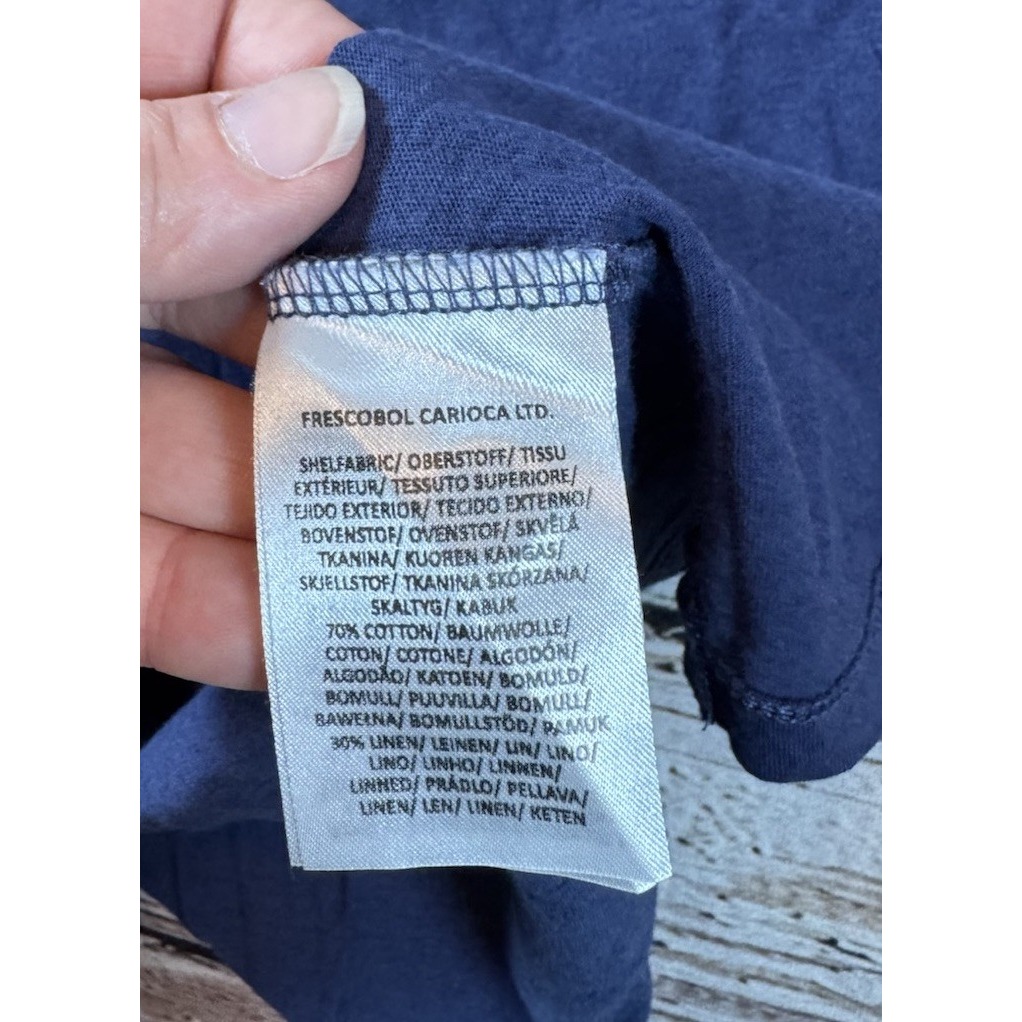 FRESCOBOL CARIOCA LTD.
SHELFABRIC/ OBERSTOFF/ TISSU
EXTÉRIEUR/ TESSUTO SUPERIORE/
TEJIDO EXTERIOR/ TECIDO EXTERNO/
BOVENSTOF/ OVENSTOF/ SKVĚLÁ
TKANINA/ KUOREN KANGAS/
SKJELLSTOF/ TKANINA SKÓRZANA/
SKALTYG/ KABUK
70% COTTON/ BAUMWOLLE/
COTON/ COTONE/ ALGODÓN/
ALGODÃO/ KATOEN/ BOMULD/
BOMULL/ PUUVILLA/ BOMULL/
BAWEŁNA/ BOMULLSTÖD/ PAMUK
30% LINEN/ LEINEN/ LIN/ LINO/
LINO/ LINHO/ LINNEN/
LINNED/ PRÁDLO/ PELLAVA/
LINEN/ LEN/ LINEN/ KETEN